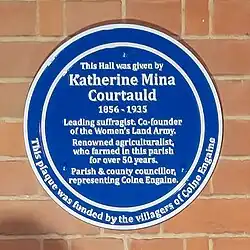 This Hall was given by
Katherine Mina
Courtauld
1856 - 1935
Leading suffragist. Co-founder
of the Women's Land Army.
Renowned agriculturalist,
who farmed in this parish
for over 50 years.
Parish & county councillor,
representing Colne Engaine.
This plaque was funded by the villagers of Colne Engaine